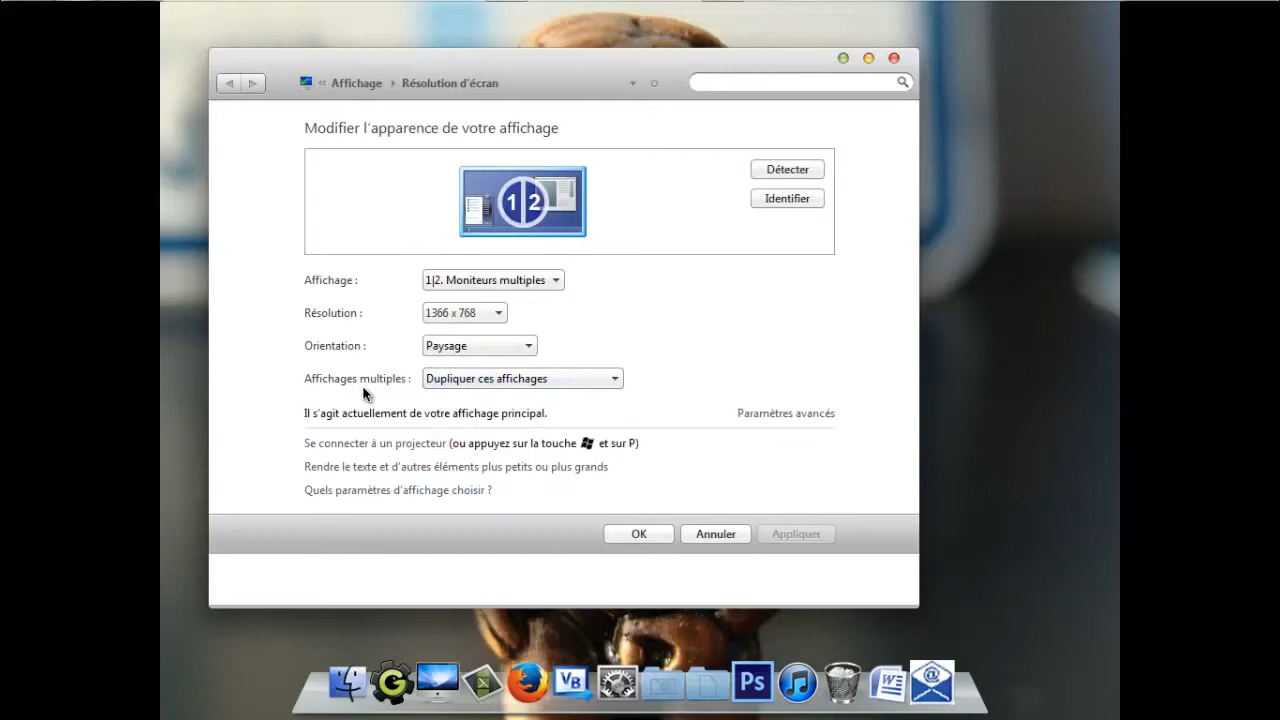 « Affichage Résolution d'écran
Modifier l'apparence de votre affichage
Détecter
1 2
Identifier
Affichage : 1|2. Moniteurs multiples
Résolution : 1366 x 768
Orientation : Paysage
Affichages multiples : Dupliquer ces affichages
Il s'agit actuellement de votre affichage principal. Paramètres avancés
Se connecter à un projecteur (ou appuyez sur la touche et sur P)
Rendre le texte et d'autres éléments plus petits ou plus grands
Quels paramètres d'affichage choisir ?
OK Annuler Appliquer
G VB Ps W @